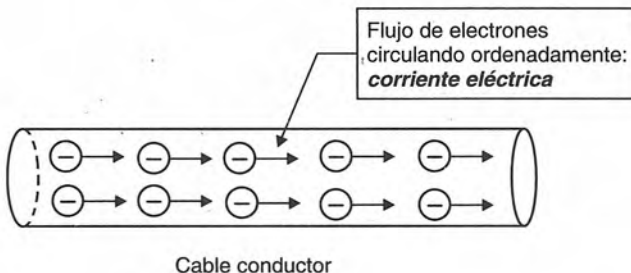 Flujo de electrones
circulando ordenadamente:
corriente eléctrica
Cable conductor